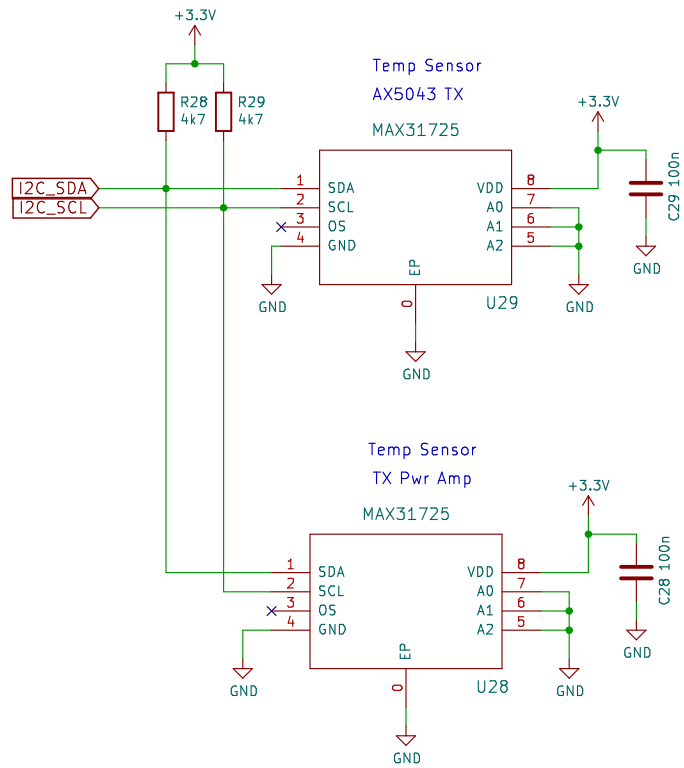 +3.3V
R28
4k7
R29
4k7
I2C_SDA
I2C_SCL
Temp Sensor
AX5043 TX
MAX31725
1 SDA
2 SCL
3 OS
4 GND
VDD 8
A0 7
A1 6
A2 5
EP
0
U29
GND
GND
GND
+3.3V
C29 100n
GND
Temp Sensor
TX Pwr Amp
MAX31725
1 SDA
2 SCL
3 OS
4 GND
VDD 8
A0 7
A1 6
A2 5
EP
0
U28
GND
GND
GND
+3.3V
C28 100n
GND